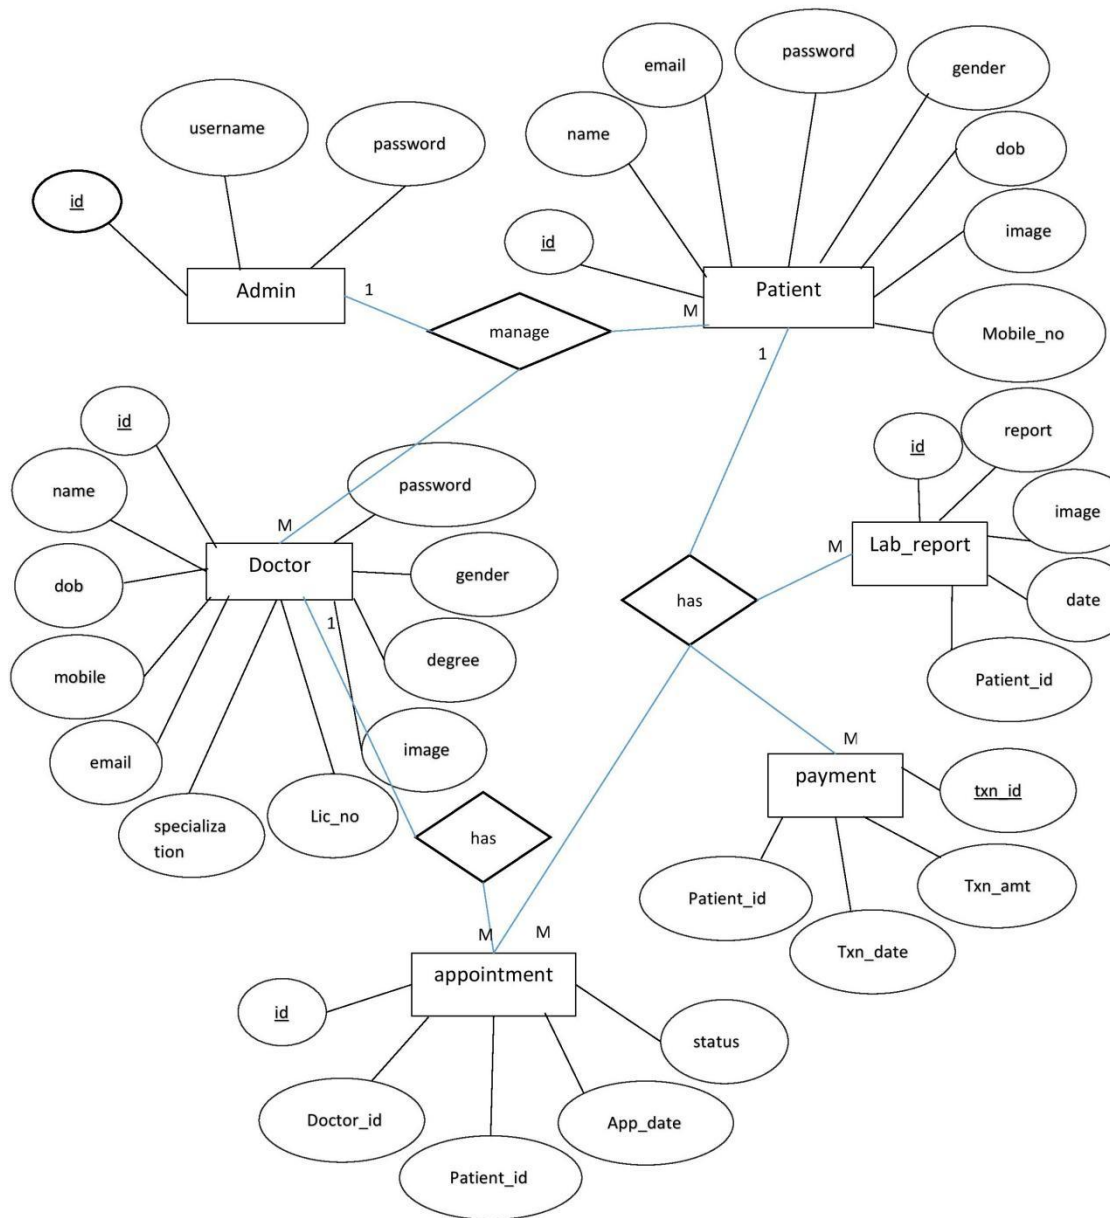 password
email
gender
username
name
password
dob
id
id
image
Admin
1
Patient
M
manage
Mobile_no
1
id
report
id
name
password
image
M
M
Lab_report
Doctor
dob
gender
has
date
1
mobile
degree
Patient_id
email
image
M
payment
txn_id
Lic_no
specializa
tion
has
Patient_id
Txn_amt
M
M
Txn_date
appointment
id
status
Doctor_id
App_date
Patient_id